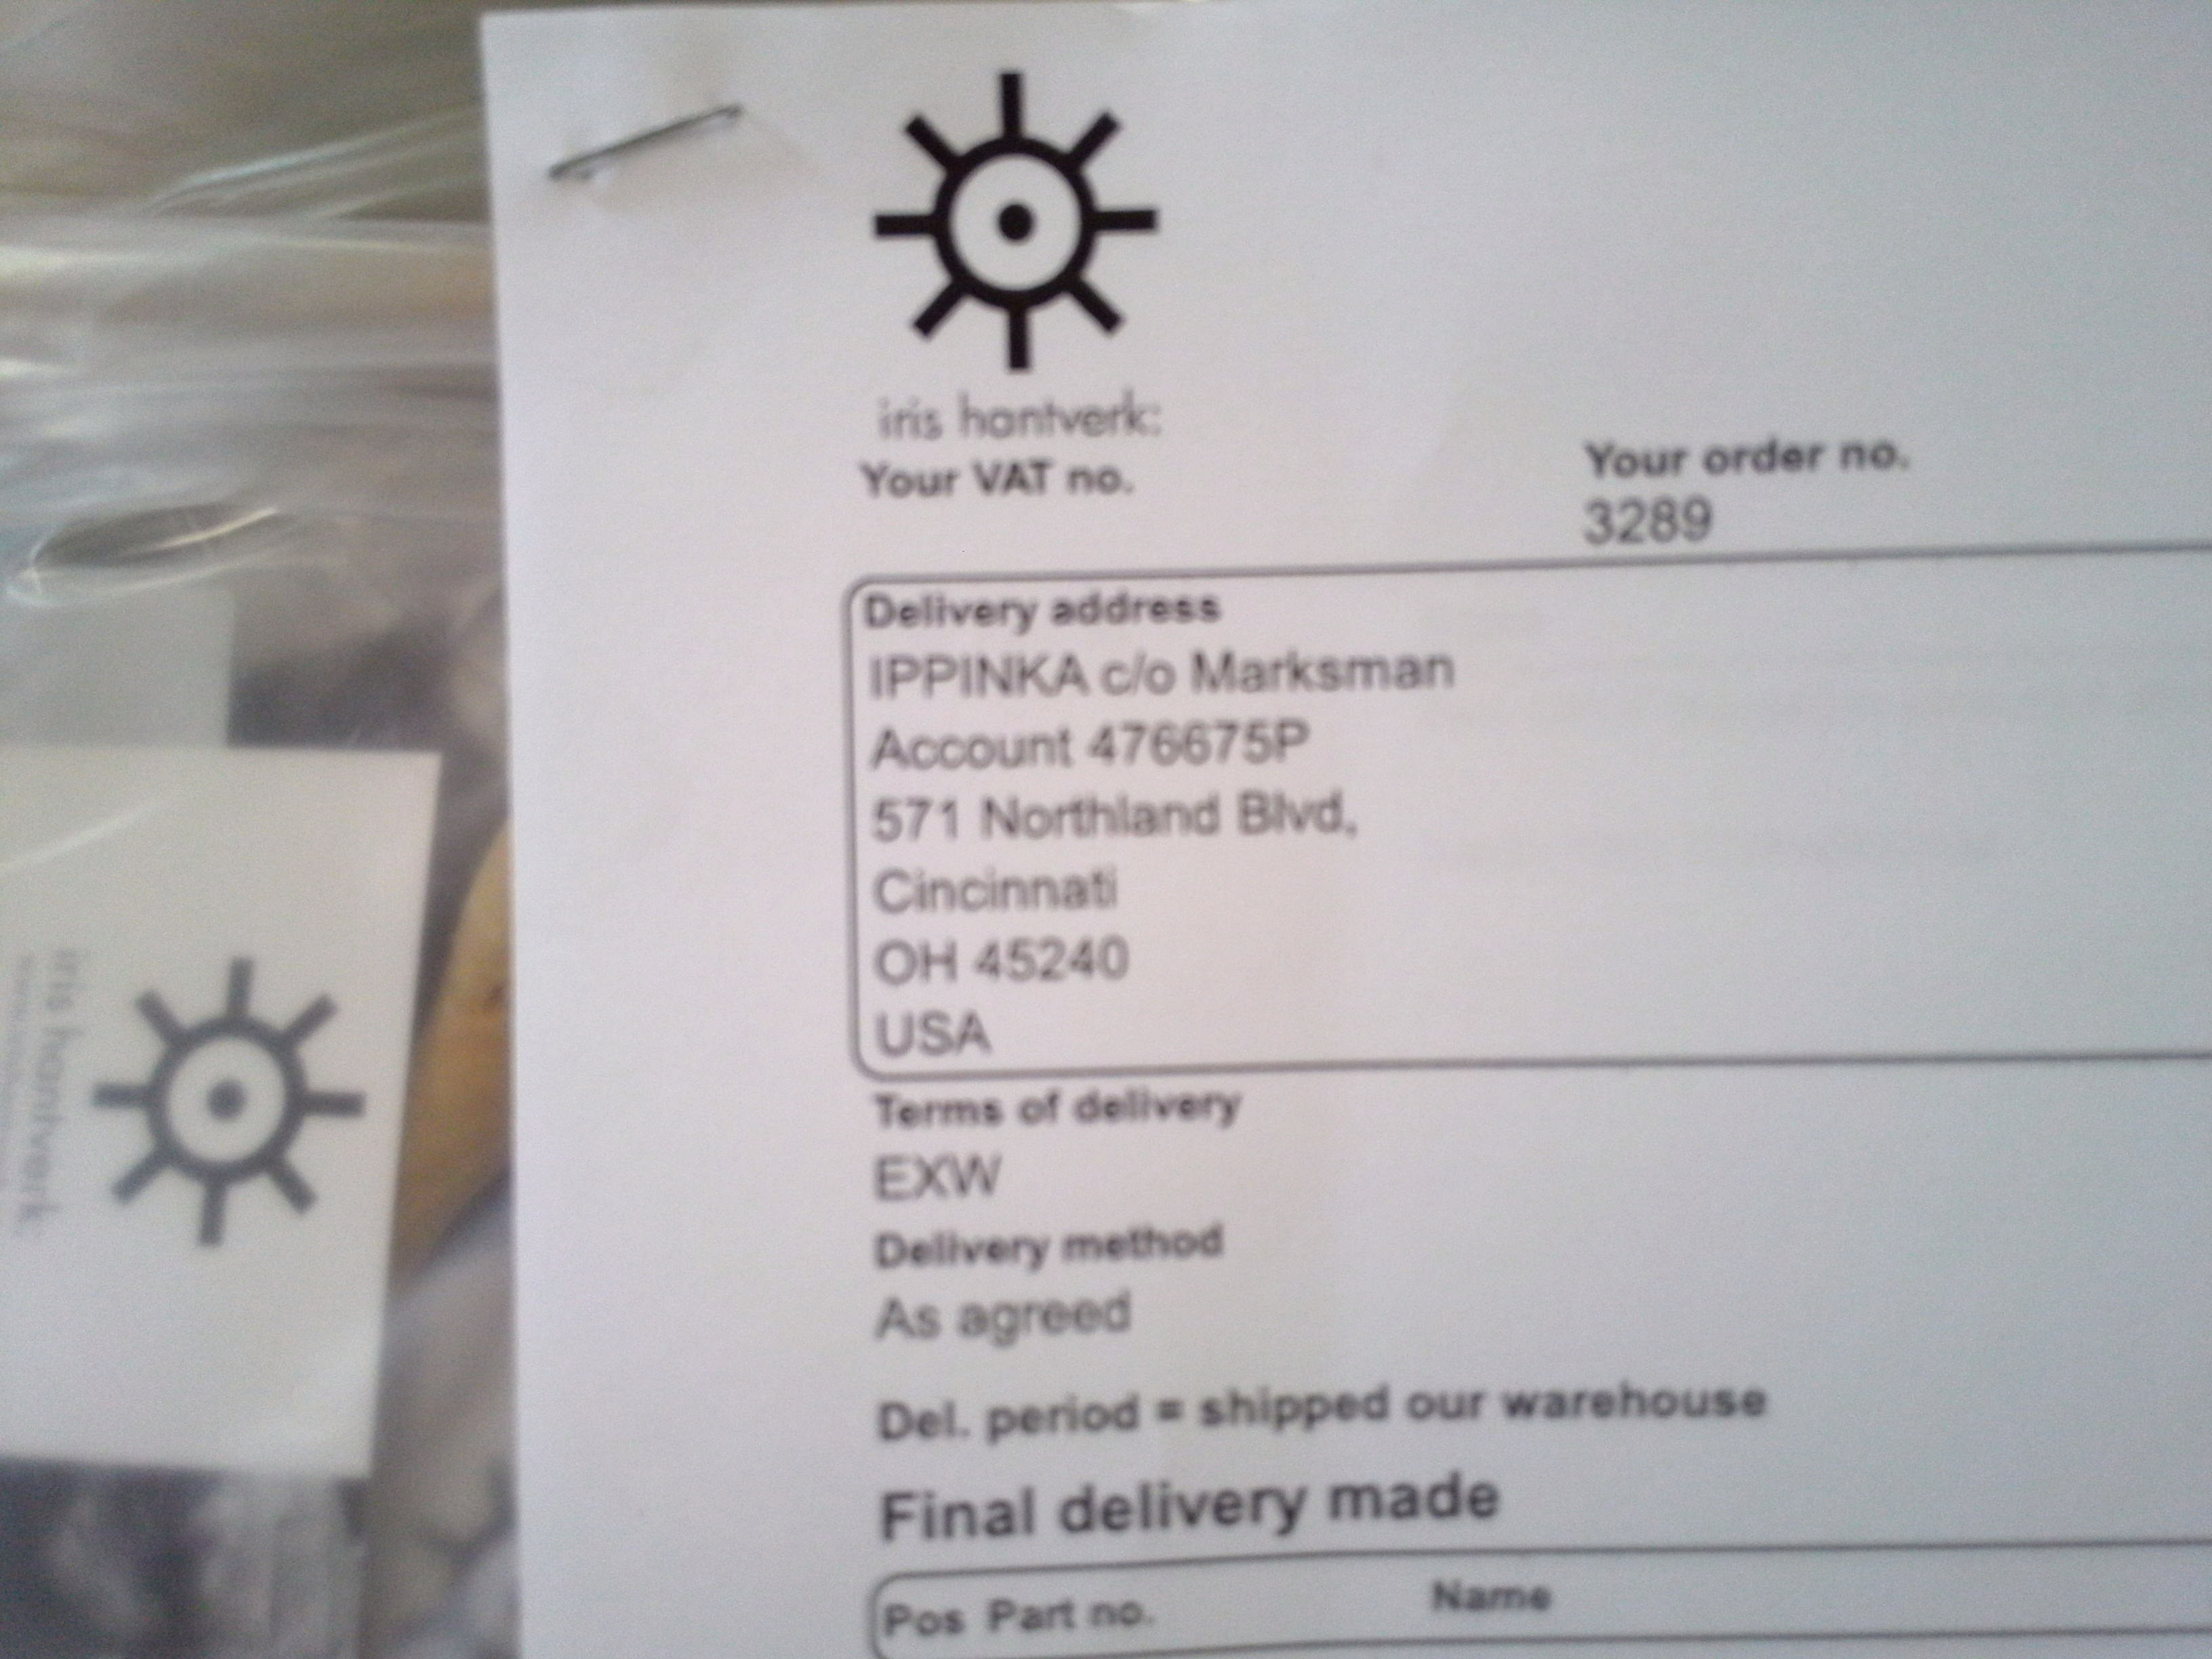 iris hantverk:
Your VAT no.
Your order no.
3289
Delivery address
IPPINKA c/o Marksman
Account 476675P
571 Northland Blvd,
Cincinnati
OH 45240
USA
Terms of delivery
EXW
Delivery method
As agreed
Del. period = shipped our warehouse
Final delivery made
Pos Part no. Name
iris hantverk: